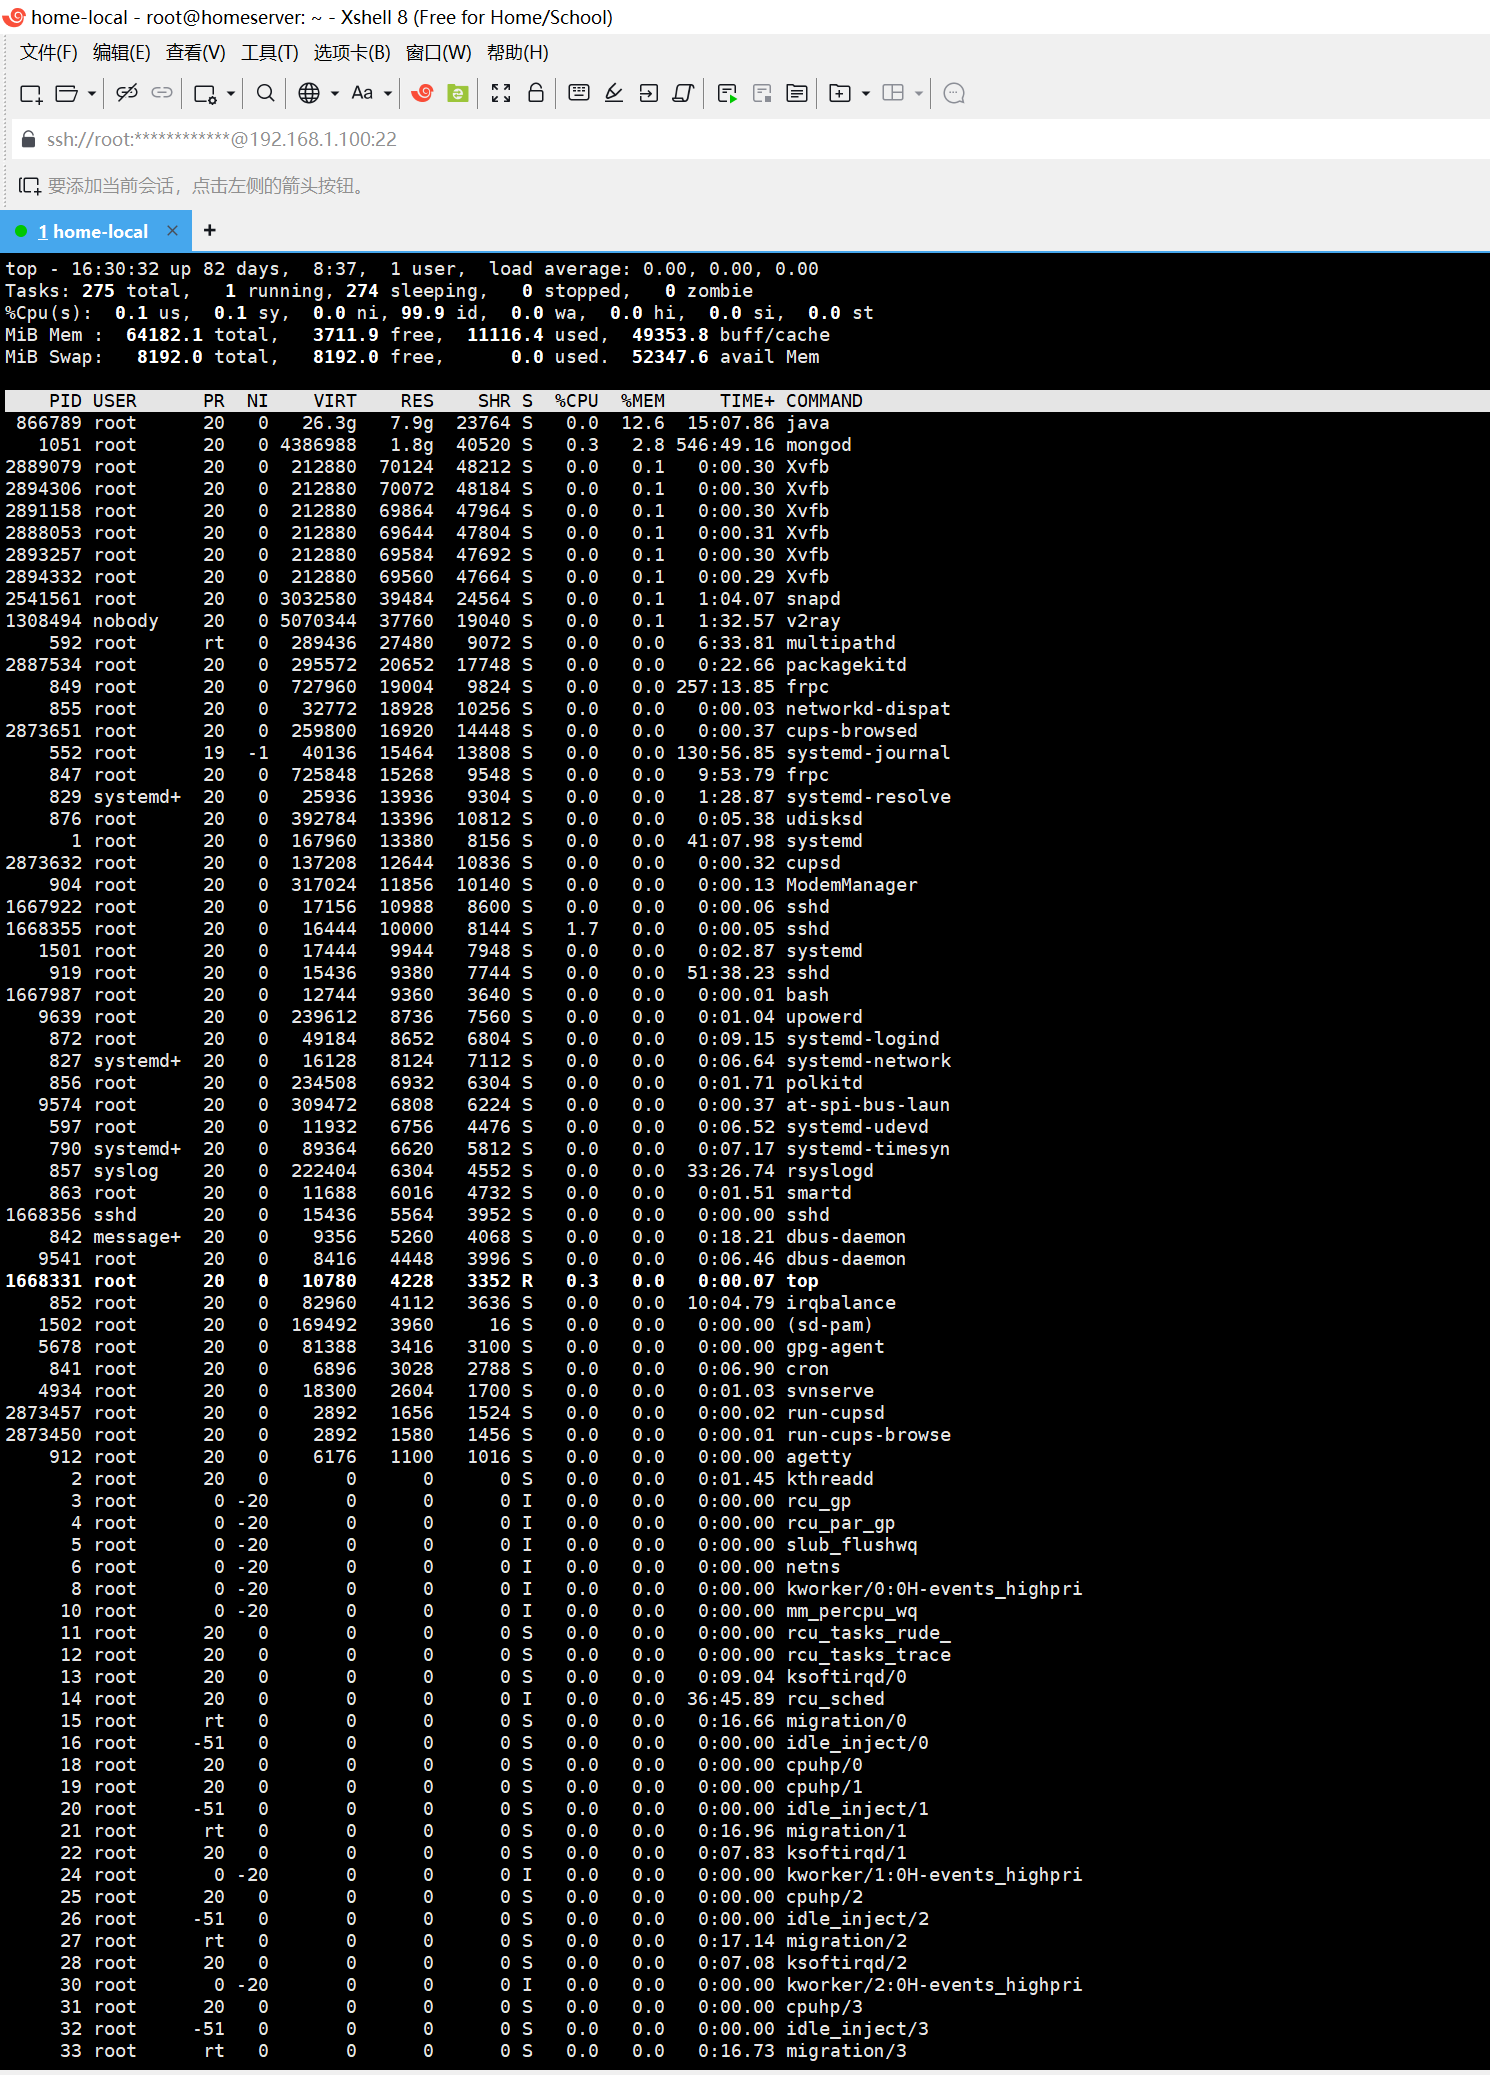 home-local - root@homeserver: ~ - Xshell 8 (Free for Home/School)
文件(F) 编辑(E) 查看(V) 工具(T) 选项卡(B) 窗口(W) 帮助(H)
Aa
ssh://root:************@192.168.1.100:22
要添加当前会话，点击左侧的箭头按钮。
1 home-local × +
top - 16:30:32 up 82 days,  8:37,  1 user,  load average: 0.00, 0.00, 0.00
Tasks: 275 total,   1 running, 274 sleeping,   0 stopped,   0 zombie
%Cpu(s):  0.1 us,  0.1 sy,  0.0 ni, 99.9 id,  0.0 wa,  0.0 hi,  0.0 si,  0.0 st
MiB Mem :  64182.1 total,   3711.9 free,  11116.4 used,  49353.8 buff/cache
MiB Swap:   8192.0 total,   8192.0 free,      0.0 used.  52347.6 avail Mem
PID USER PR NI VIRT RES SHR S %CPU %MEM TIME+ COMMAND
866789 root 20 0 26.3g 7.9g 23764 S 0.0 12.6 15:07.86 java
1051 root 20 0 4386988 1.8g 40520 S 0.3 2.8 546:49.16 mongod
2889079 root 20 0 212880 70124 48212 S 0.0 0.1 0:00.30 Xvfb
2894306 root 20 0 212880 70072 48184 S 0.0 0.1 0:00.30 Xvfb
2891158 root 20 0 212880 69864 47964 S 0.0 0.1 0:00.30 Xvfb
2888053 root 20 0 212880 69644 47804 S 0.0 0.1 0:00.31 Xvfb
2893257 root 20 0 212880 69584 47692 S 0.0 0.1 0:00.30 Xvfb
2894332 root 20 0 212880 69560 47664 S 0.0 0.1 0:00.29 Xvfb
2541561 root 20 0 3032580 39484 24564 S 0.0 0.1 1:04.07 snapd
1308494 nobody 20 0 5070344 37760 19040 S 0.0 0.1 1:32.57 v2ray
592 root rt 0 289436 27480 9072 S 0.0 0.0 6:33.81 multipathd
2887534 root 20 0 295572 20652 17748 S 0.0 0.0 0:22.66 packagekitd
849 root 20 0 727960 19004 9824 S 0.0 0.0 257:13.85 frpc
855 root 20 0 32772 18928 10256 S 0.0 0.0 0:00.03 networkd-dispat
2873651 root 20 0 259800 16920 14448 S 0.0 0.0 0:00.37 cups-browsed
552 root 19 -1 40136 15464 13808 S 0.0 0.0 130:56.85 systemd-journal
847 root 20 0 725848 15268 9548 S 0.0 0.0 9:53.79 frpc
829 systemd+ 20 0 25936 13936 9304 S 0.0 0.0 1:28.87 systemd-resolve
876 root 20 0 392784 13396 10812 S 0.0 0.0 0:05.38 udisksd
1 root 20 0 167960 13380 8156 S 0.0 0.0 41:07.98 systemd
2873632 root 20 0 137208 12644 10836 S 0.0 0.0 0:00.32 cupsd
904 root 20 0 317024 11856 10140 S 0.0 0.0 0:00.13 ModemManager
1667922 root 20 0 17156 10988 8600 S 0.0 0.0 0:00.06 sshd
1668355 root 20 0 16444 10000 8144 S 1.7 0.0 0:00.05 sshd
1501 root 20 0 17444 9944 7948 S 0.0 0.0 0:02.87 systemd
919 root 20 0 15436 9380 7744 S 0.0 0.0 51:38.23 sshd
1667987 root 20 0 12744 9360 3640 S 0.0 0.0 0:00.01 bash
9639 root 20 0 239612 8736 7560 S 0.0 0.0 0:01.04 upowerd
872 root 20 0 49184 8652 6804 S 0.0 0.0 0:09.15 systemd-logind
827 systemd+ 20 0 16128 8124 7112 S 0.0 0.0 0:06.64 systemd-network
856 root 20 0 234508 6932 6304 S 0.0 0.0 0:01.71 polkitd
9574 root 20 0 309472 6808 6224 S 0.0 0.0 0:00.37 at-spi-bus-laun
597 root 20 0 11932 6756 4476 S 0.0 0.0 0:06.52 systemd-udevd
790 systemd+ 20 0 89364 6620 5812 S 0.0 0.0 0:07.17 systemd-timesyn
857 syslog 20 0 222404 6304 4552 S 0.0 0.0 33:26.74 rsyslogd
863 root 20 0 11688 6016 4732 S 0.0 0.0 0:01.51 smartd
1668356 sshd 20 0 15436 5564 3952 S 0.0 0.0 0:00.00 sshd
842 message+ 20 0 9356 5260 4068 S 0.0 0.0 0:18.21 dbus-daemon
9541 root 20 0 8416 4448 3996 S 0.0 0.0 0:06.46 dbus-daemon
1668331 root 20 0 10780 4228 3352 R 0.3 0.0 0:00.07 top
852 root 20 0 82960 4112 3636 S 0.0 0.0 10:04.79 irqbalance
1502 root 20 0 169492 3960 16 S 0.0 0.0 0:00.00 (sd-pam)
5678 root 20 0 81388 3416 3100 S 0.0 0.0 0:00.00 gpg-agent
841 root 20 0 6896 3028 2788 S 0.0 0.0 0:06.90 cron
4934 root 20 0 18300 2604 1700 S 0.0 0.0 0:01.03 svnserve
2873457 root 20 0 2892 1656 1524 S 0.0 0.0 0:00.02 run-cupsd
2873450 root 20 0 2892 1580 1456 S 0.0 0.0 0:00.01 run-cups-browse
912 root 20 0 6176 1100 1016 S 0.0 0.0 0:00.00 agetty
2 root 20 0 0 0 0 S 0.0 0.0 0:01.45 kthreadd
3 root 0 -20 0 0 0 I 0.0 0.0 0:00.00 rcu_gp
4 root 0 -20 0 0 0 I 0.0 0.0 0:00.00 rcu_par_gp
5 root 0 -20 0 0 0 I 0.0 0.0 0:00.00 slub_flushwq
6 root 0 -20 0 0 0 I 0.0 0.0 0:00.00 netns
8 root 0 -20 0 0 0 I 0.0 0.0 0:00.00 kworker/0:0H-events_highpri
10 root 0 -20 0 0 0 I 0.0 0.0 0:00.00 mm_percpu_wq
11 root 20 0 0 0 0 S 0.0 0.0 0:00.00 rcu_tasks_rude_
12 root 20 0 0 0 0 S 0.0 0.0 0:00.00 rcu_tasks_trace
13 root 20 0 0 0 0 S 0.0 0.0 0:09.04 ksoftirqd/0
14 root 20 0 0 0 0 I 0.0 0.0 36:45.89 rcu_sched
15 root rt 0 0 0 0 S 0.0 0.0 0:16.66 migration/0
16 root -51 0 0 0 0 S 0.0 0.0 0:00.00 idle_inject/0
18 root 20 0 0 0 0 S 0.0 0.0 0:00.00 cpuhp/0
19 root 20 0 0 0 0 S 0.0 0.0 0:00.00 cpuhp/1
20 root -51 0 0 0 0 S 0.0 0.0 0:00.00 idle_inject/1
21 root rt 0 0 0 0 S 0.0 0.0 0:16.96 migration/1
22 root 20 0 0 0 0 S 0.0 0.0 0:07.83 ksoftirqd/1
24 root 0 -20 0 0 0 I 0.0 0.0 0:00.00 kworker/1:0H-events_highpri
25 root 20 0 0 0 0 S 0.0 0.0 0:00.00 cpuhp/2
26 root -51 0 0 0 0 S 0.0 0.0 0:00.00 idle_inject/2
27 root rt 0 0 0 0 S 0.0 0.0 0:17.14 migration/2
28 root 20 0 0 0 0 S 0.0 0.0 0:07.08 ksoftirqd/2
30 root 0 -20 0 0 0 I 0.0 0.0 0:00.00 kworker/2:0H-events_highpri
31 root 20 0 0 0 0 S 0.0 0.0 0:00.00 cpuhp/3
32 root -51 0 0 0 0 S 0.0 0.0 0:00.00 idle_inject/3
33 root rt 0 0 0 0 S 0.0 0.0 0:16.73 migration/3